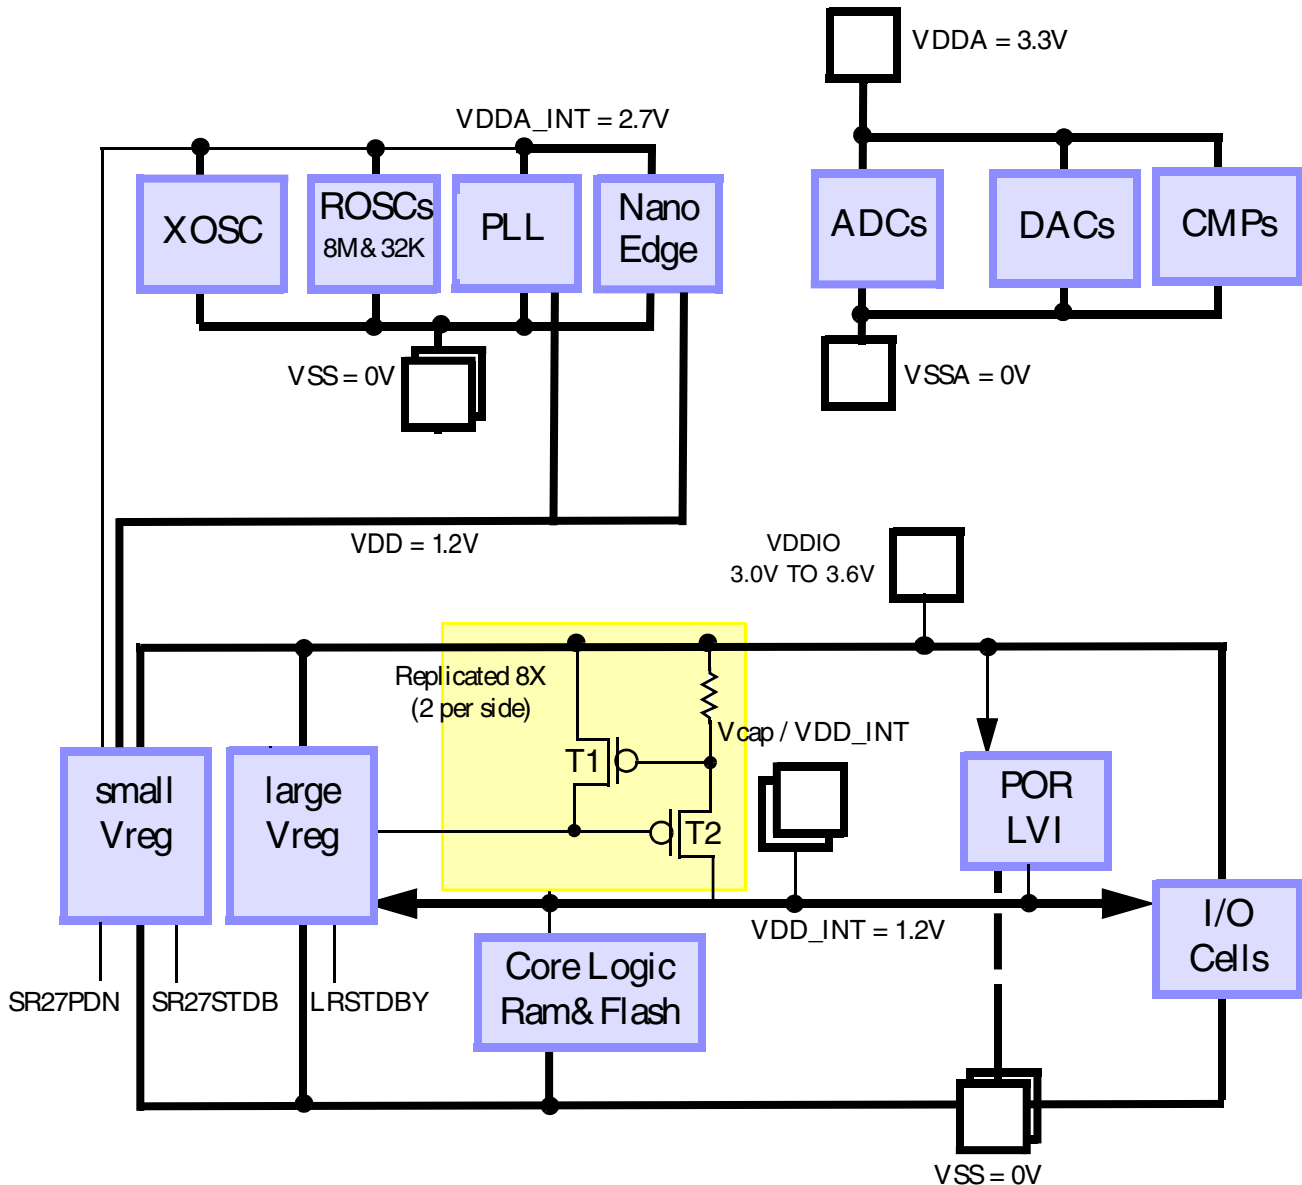 VDDA = 3.3V
VDDA_INT = 2.7V
XOSC
ROSCs
8M & 32K
PLL
Nano
Edge
ADCs
DACs
CMPs
VSS = 0V
VSSA = 0V
VDD = 1.2V
VDDIO
3.0V TO 3.6V
Replicated 8X
(2 per side)
Vcap / VDD_INT
T1
T2
small
Vreg
large
Vreg
POR
LVI
I/O
Cells
VDD_INT = 1.2V
Core Logic
Ram & Flash
SR27PDN
SR27STDB
LRSTDBY
VSS = 0V